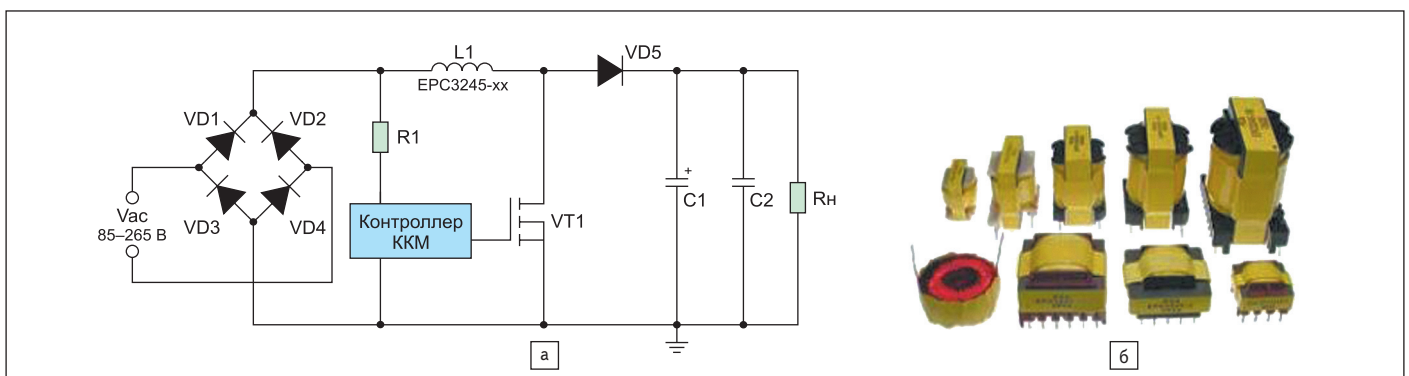 L1
EPC3245-xx
VD5
VD1
VD2
R1
VD3
VD4
Vac
85–265 В
Контроллер
ККМ
VT1
+
C1
C2
Rн
а
б